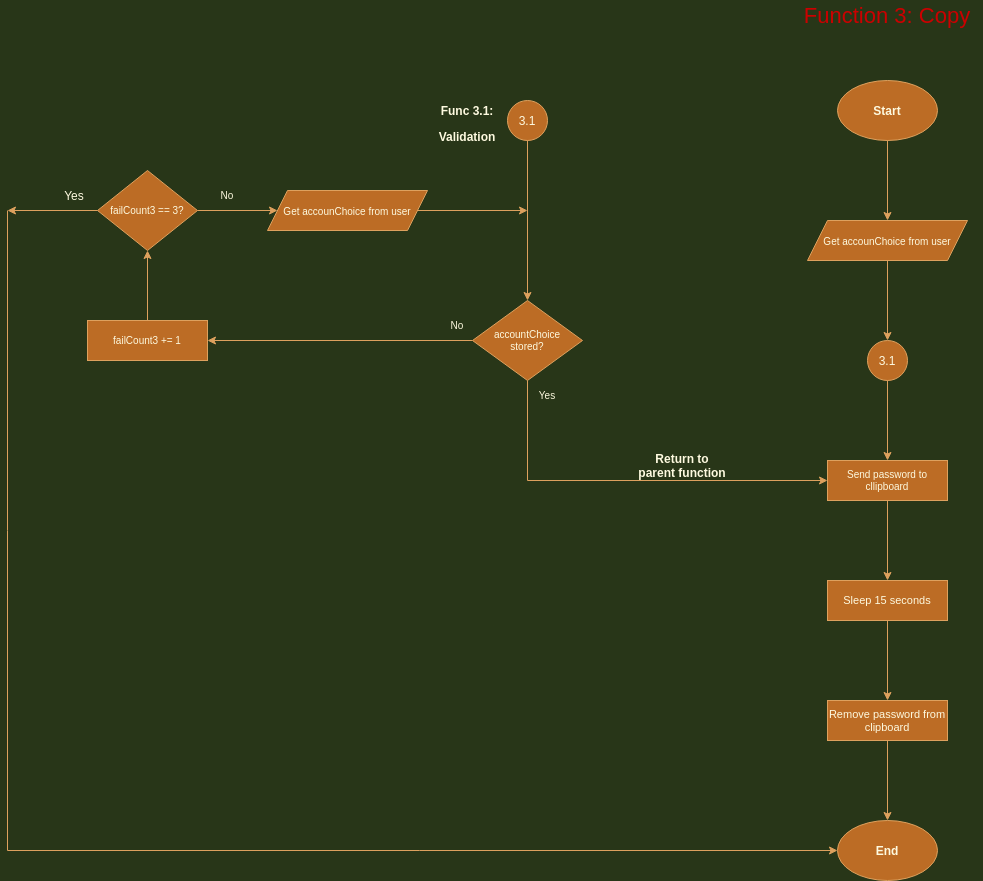 Function 3: Copy
Func 3.1:
Validation
3.1
Start
Yes
failCount3 == 3?
No
Get accounChoice from user
Get accounChoice from user
failCount3 += 1
No
accountChoice
stored?
3.1
Yes
Return to
parent function
Send password to
cllipboard
Sleep 15 seconds
Remove password from
clipboard
End